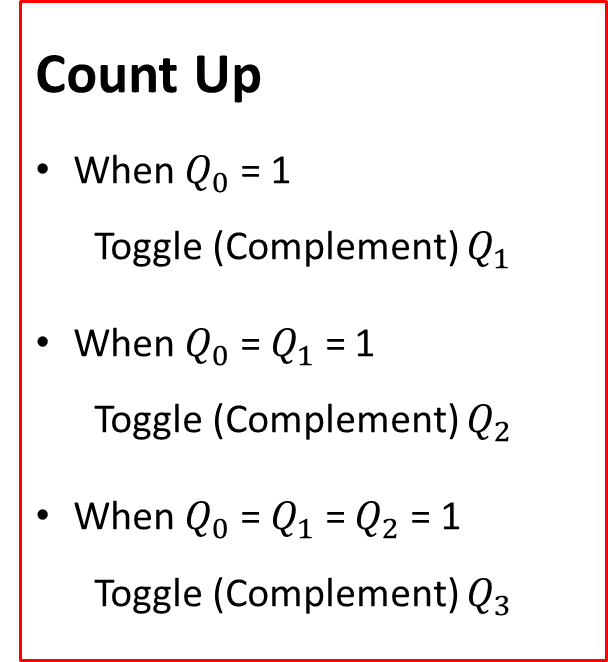 Count Up
• When Q₀ = 1
Toggle (Complement) Q₁
• When Q₀ = Q₁ = 1
Toggle (Complement) Q₂
• When Q₀ = Q₁ = Q₂ = 1
Toggle (Complement) Q₃